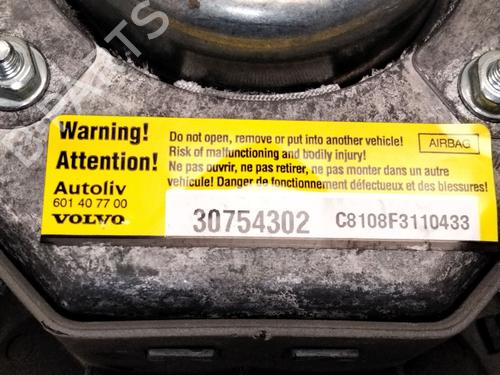 Warning!
Attention!
Autoliv
601 40 77 00
VOLVO
Do not open, remove or put into another vehicle!
Risk of malfunctioning and bodily injury!
Ne pas ouvrir, ne pas retirer, ne pas monter dans un autre
vehicule! Danger de fonctionnement défectueux et des blessures!
AIRBAG
30754302
C8108F3110433